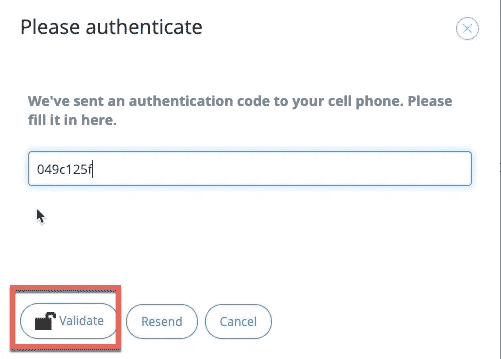 Please authenticate
We've sent an authentication code to your cell phone. Please
fill it in here.
049c125f
Validate Resend Cancel